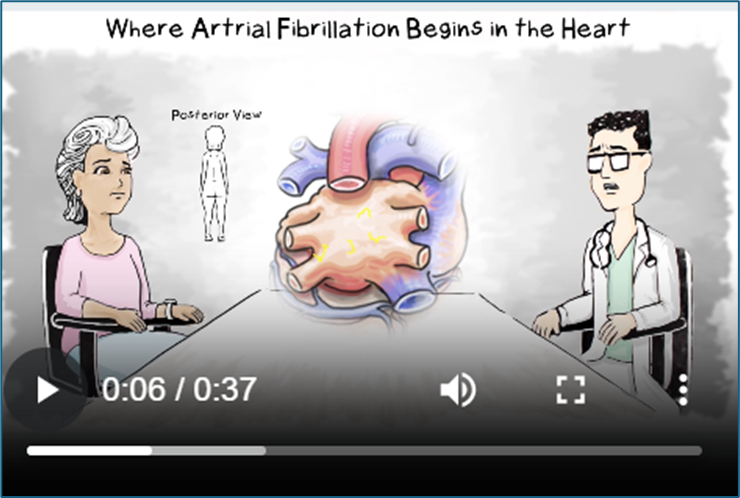 Where Artrial Fibrillation Begins in the Heart
Posterior View
0:06 / 0:37